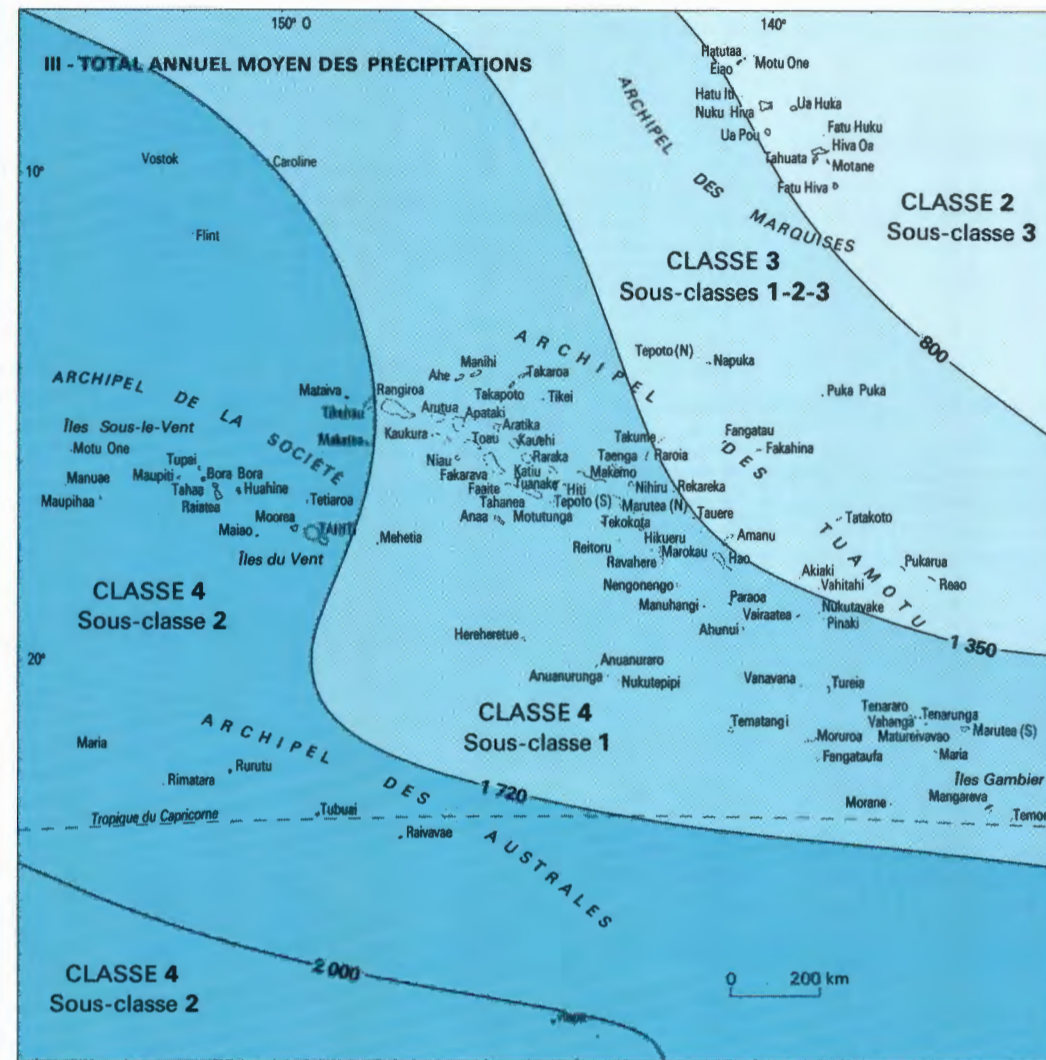 150° O
140°
III - TOTAL ANNUEL MOYEN DES PRÉCIPITATIONS
Hatutaa
Eiao
Motu One
Hatu Iti
Nuku Hiva
Ua Huka
Ua Pou
Fatu Huku
Hiva Oa
Tahuata
Motane
Fatu Hiva
ARCHIPEL DES MARQUISES
Vostok
Caroline
10°
Flint
CLASSE 2
Sous-classe 3
CLASSE 3
Sous-classes 1-2-3
800
ARCHIPEL DES TUAMOTU
Tepoto (N)
Napuka
Puka Puka
Manihi
Ahe
Takaroa
Takapoto
Tikei
ARCHIPEL DE LA SOCIÉTÉ
Mataiva
Rangiroa
Tikehau
Arutua
Apataki
Aratika
Îles Sous-le-Vent
Motu One
Makatea
Kaukura
Toau
Kauehi
Takume
Fangatau
Fakahina
Tupai
Niau
Raraka
Taenga
Raroia
Manuae
Maupiti
Bora Bora
Fakarava
Katiu
Makemo
Tahaa
Huahine
Faaite
Tuanake
Hiti
Nihiru
Rekareka
Maupihaa
Raiatea
Tetiaroa
Tahanea
Tepoto (S)
Marutea (N)
Moorea
Anaa
Motutunga
Tekokota
Tauere
Tatakoto
Maiao
TAHITI
Mehetia
Hikueru
Amanu
Îles du Vent
Reitoru
Marokau
Ravahere
Hao
Pukarua
Akiaki
Vahitahi
Reao
Nengonengo
Paraoa
Manuhangi
Vairaatea
Nukutavake
Pinaki
Ahunui
CLASSE 4
Sous-classe 2
Hereheretue
1 350
20°
Anuanuraro
Anuanurunga
Nukutepipi
Vanavana
Tureia
CLASSE 4
Sous-classe 1
Tenararo
Vahanga
Tenarunga
Tematangi
Moruroa
Matureivavao
Marutea (S)
Fangataufa
Maria
ARCHIPEL DES AUSTRALES
Maria
Rurutu
Rimatara
Îles Gambier
1 720
Morane
Mangareva
Tropique du Capricorne
Tubuai
Temoe
Raivavae
2 000
CLASSE 4
Sous-classe 2
0 200 km